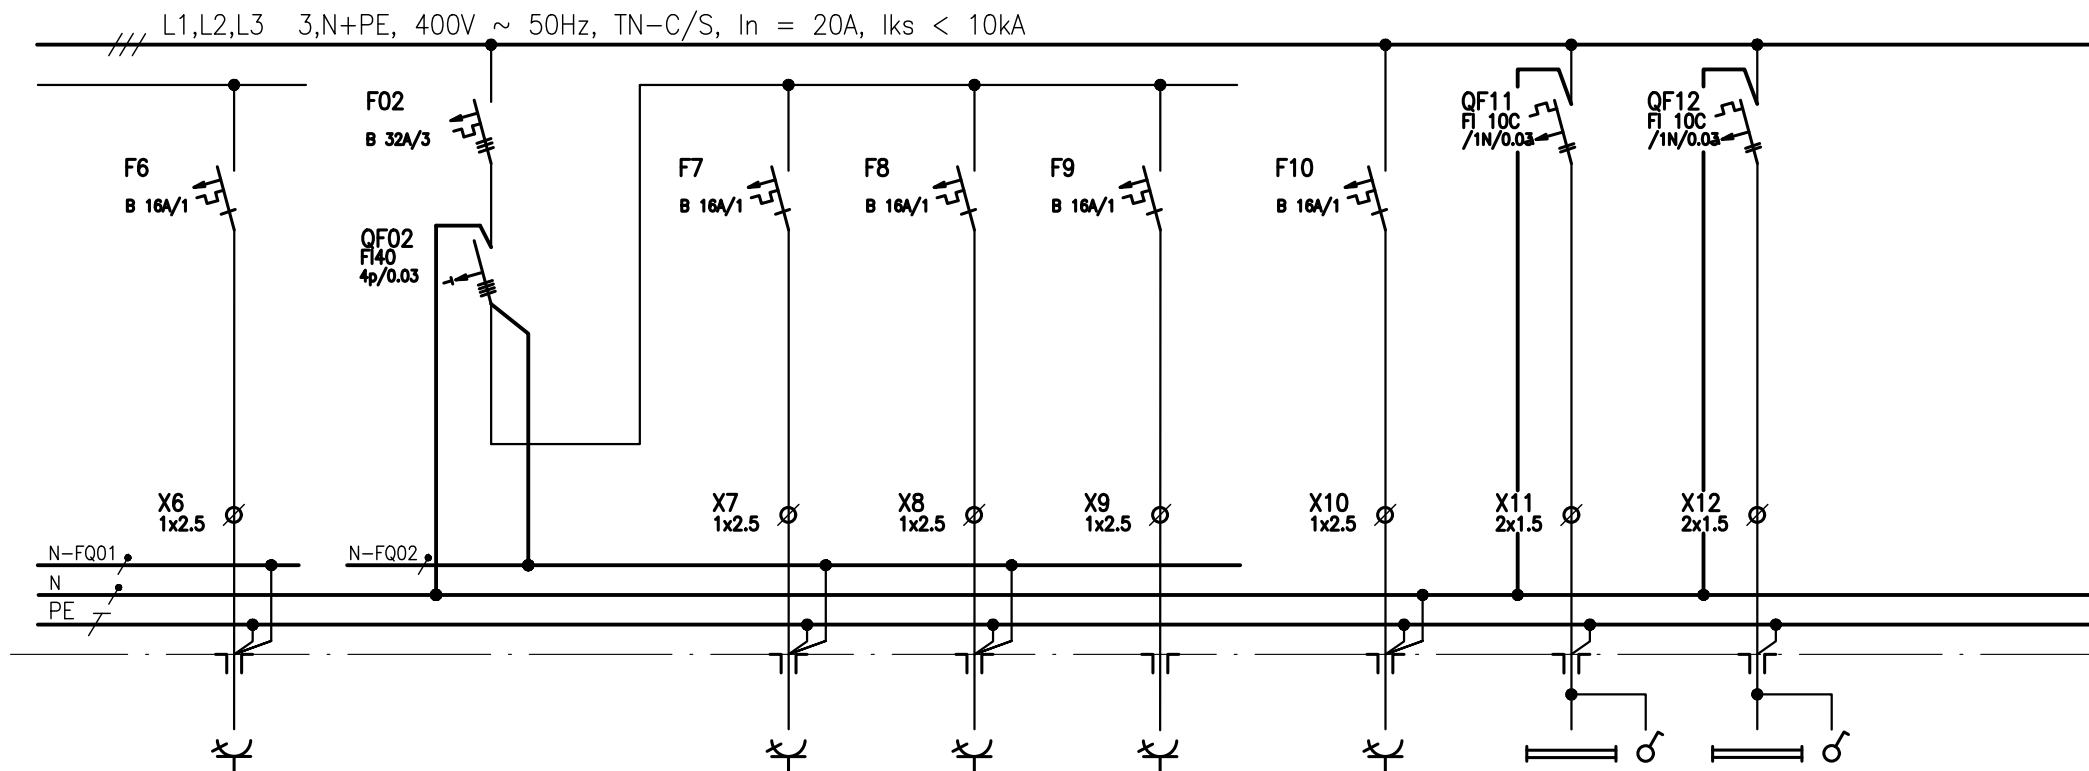 L1,L2,L3 3,N+PE, 400V ~ 50Hz, TN-C/S, In = 20A, Iks < 10kA
F6
B 16A/1
F02
B 32A/3
QF02
FI40
4p/0.03
F7
B 16A/1
F8
B 16A/1
F9
B 16A/1
F10
B 16A/1
QF11
FI 10C
/1N/0.03
QF12
FI 10C
/1N/0.03
X6
1x2.5
X7
1x2.5
X8
1x2.5
X9
1x2.5
X10
1x2.5
X11
2x1.5
X12
2x1.5
N-FQ01
N-FQ02
N
PE